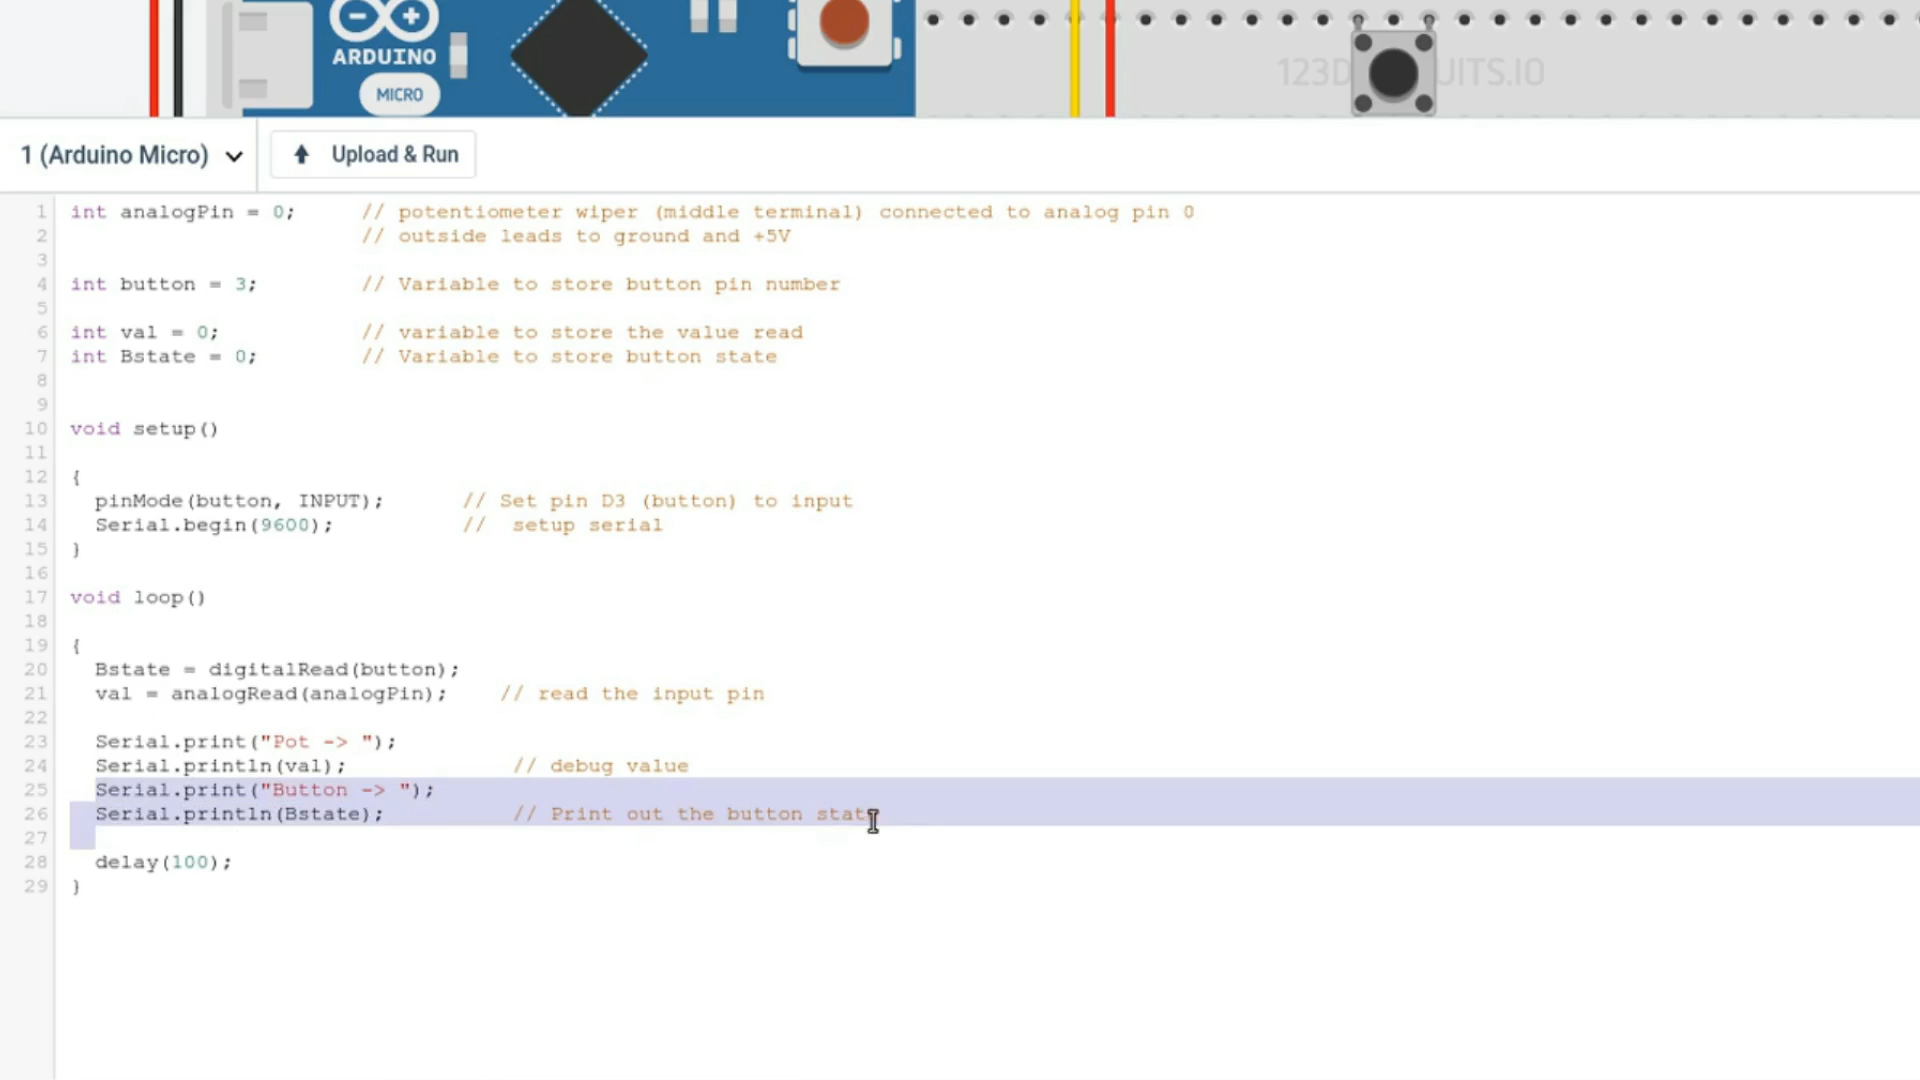 ARDUINO
MICRO
123D UITS.IO
1 (Arduino Micro)
Upload & Run
1 int analogPin = 0; // potentiometer wiper (middle terminal) connected to analog pin 0
2 // outside leads to ground and +5V
3
4 int button = 3; // Variable to store button pin number
5
6 int val = 0; // variable to store the value read
7 int Bstate = 0; // Variable to store button state
8
9
10 void setup()
11
12 {
13 pinMode(button, INPUT); // Set pin D3 (button) to input
14 Serial.begin(9600); // setup serial
15 }
16
17 void loop()
18
19 {
20 Bstate = digitalRead(button);
21 val = analogRead(analogPin); // read the input pin
22
23 Serial.print("Pot -> ");
24 Serial.println(val); // debug value
25 Serial.print("Button -> ");
26 Serial.println(Bstate); // Print out the button state
27
28 delay(100);
29 }